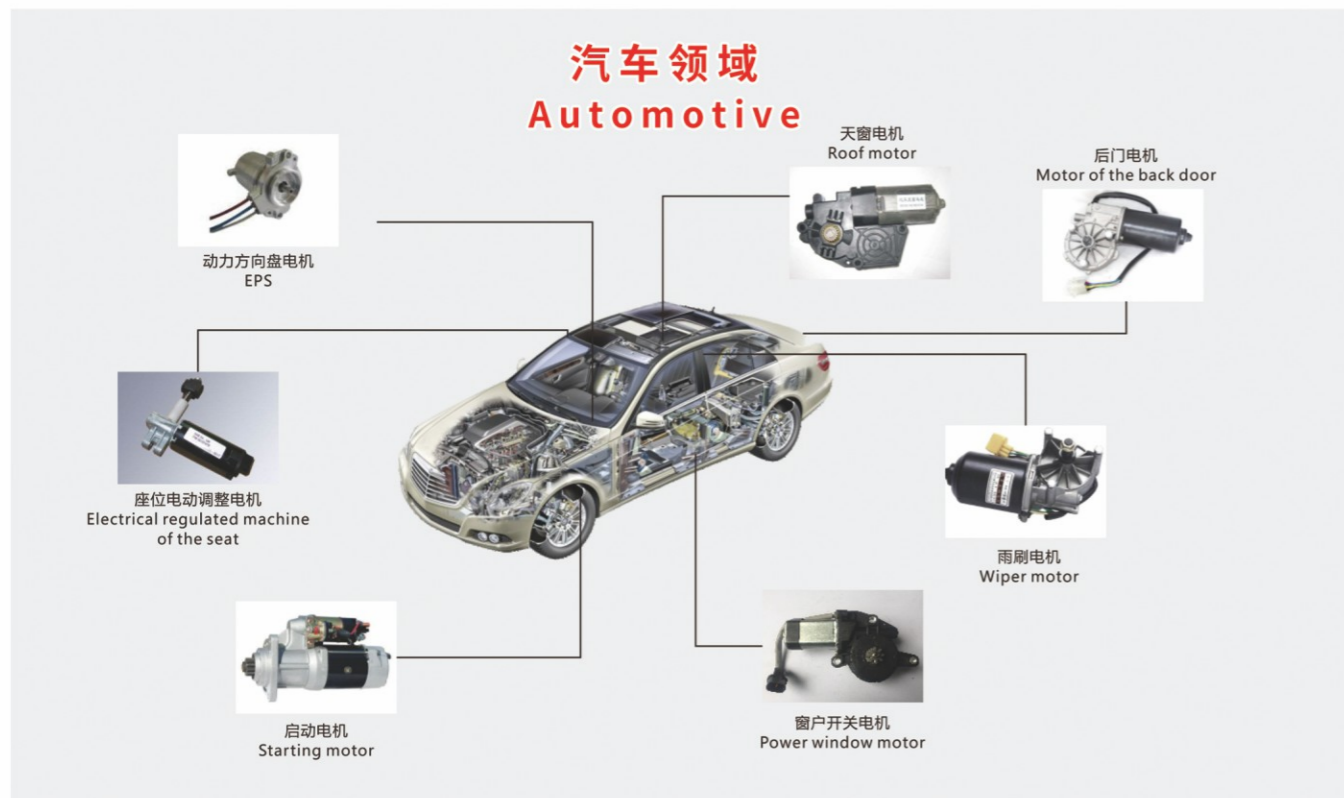 汽车领域
Automotive
天窗电机
Roof motor
后门电机
Motor of the back door
动力方向盘电机
EPS
座位电动调整电机
Electrical regulated machine
of the seat
雨刷电机
Wiper motor
启动电机
Starting motor
窗户开关电机
Power window motor